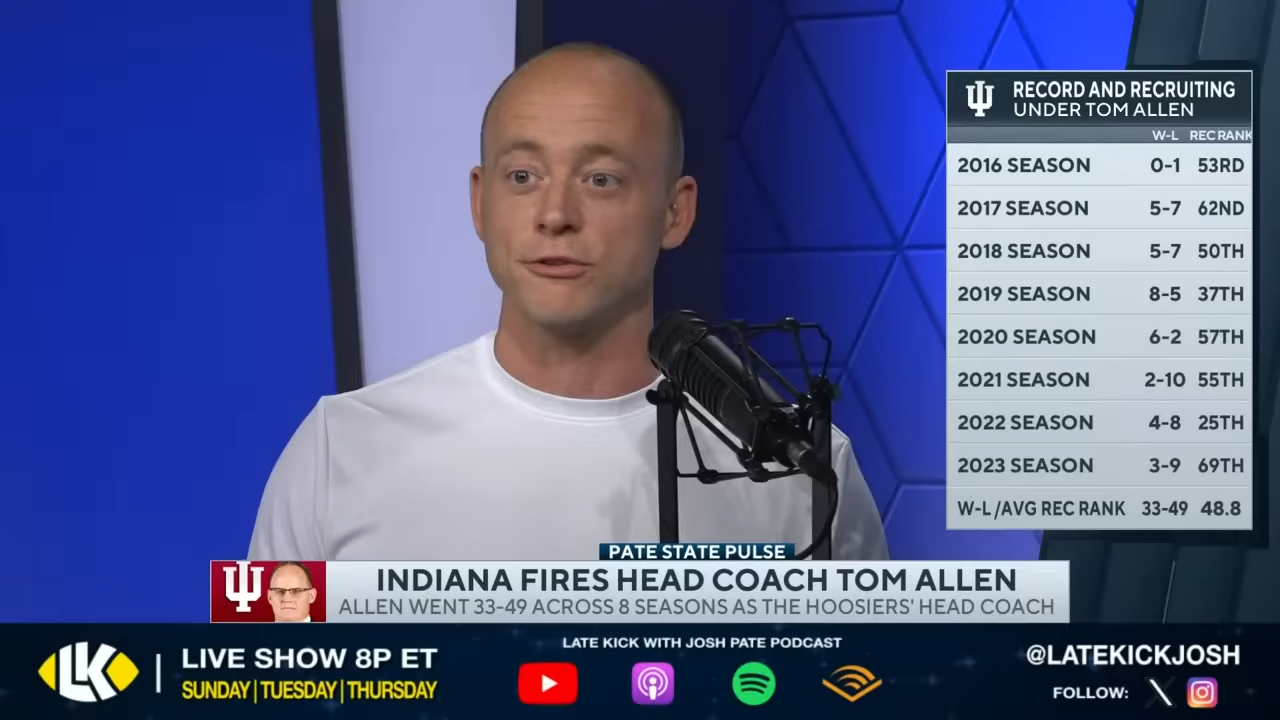 RECORD AND RECRUITING
UNDER TOM ALLEN
W-L REC RANK
2016 SEASON 0-1 53RD
2017 SEASON 5-7 62ND
2018 SEASON 5-7 50TH
2019 SEASON 8-5 37TH
2020 SEASON 6-2 57TH
2021 SEASON 2-10 55TH
2022 SEASON 4-8 25TH
2023 SEASON 3-9 69TH
W-L/AVG REC RANK 33-49 48.8
PATE STATE PULSE
INDIANA FIRES HEAD COACH TOM ALLEN
ALLEN WENT 33-49 ACROSS 8 SEASONS AS THE HOOSIERS' HEAD COACH
LK
LIVE SHOW 8P ET
SUNDAY|TUESDAY|THURSDAY
LATE KICK WITH JOSH PATE PODCAST
@LATEKICKJOSH
FOLLOW: